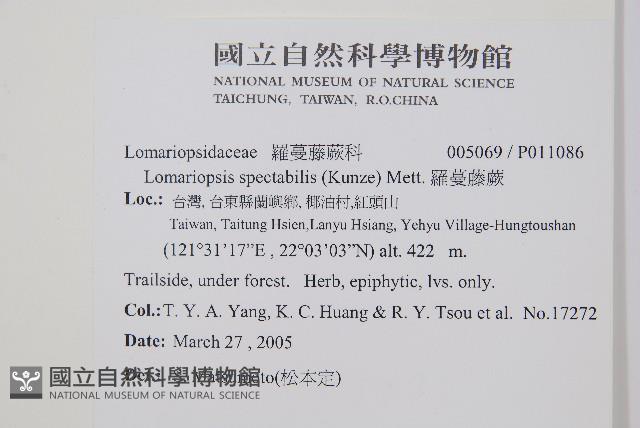 國立自然科學博物館
NATIONAL MUSEUM OF NATURAL SCIENCE
TAICHUNG, TAIWAN, R.O.CHINA
Lomariopsidaceae 羅蔓藤蕨科 005069 / P011086
Lomariopsis spectabilis (Kunze) Mett. 羅蔓藤蕨
Loc.: 台灣, 台東縣蘭嶼鄉, 椰泊村,紅頭山
Taiwan, Taitung Hsien,Lanyu Hsiang, Yehyu Village-Hungtoushan
(121°31’17”E , 22°03’03”N) alt. 422 m.
Trailside, under forest. Herb, epiphytic, lvs. only.
Col.: T. Y. A. Yang, K. C. Huang & R. Y. Tsou et al. No.17272
Date: March 27 , 2005
(松本定)
國立自然科學博物館
NATIONAL MUSEUM OF NATURAL SCIENCE